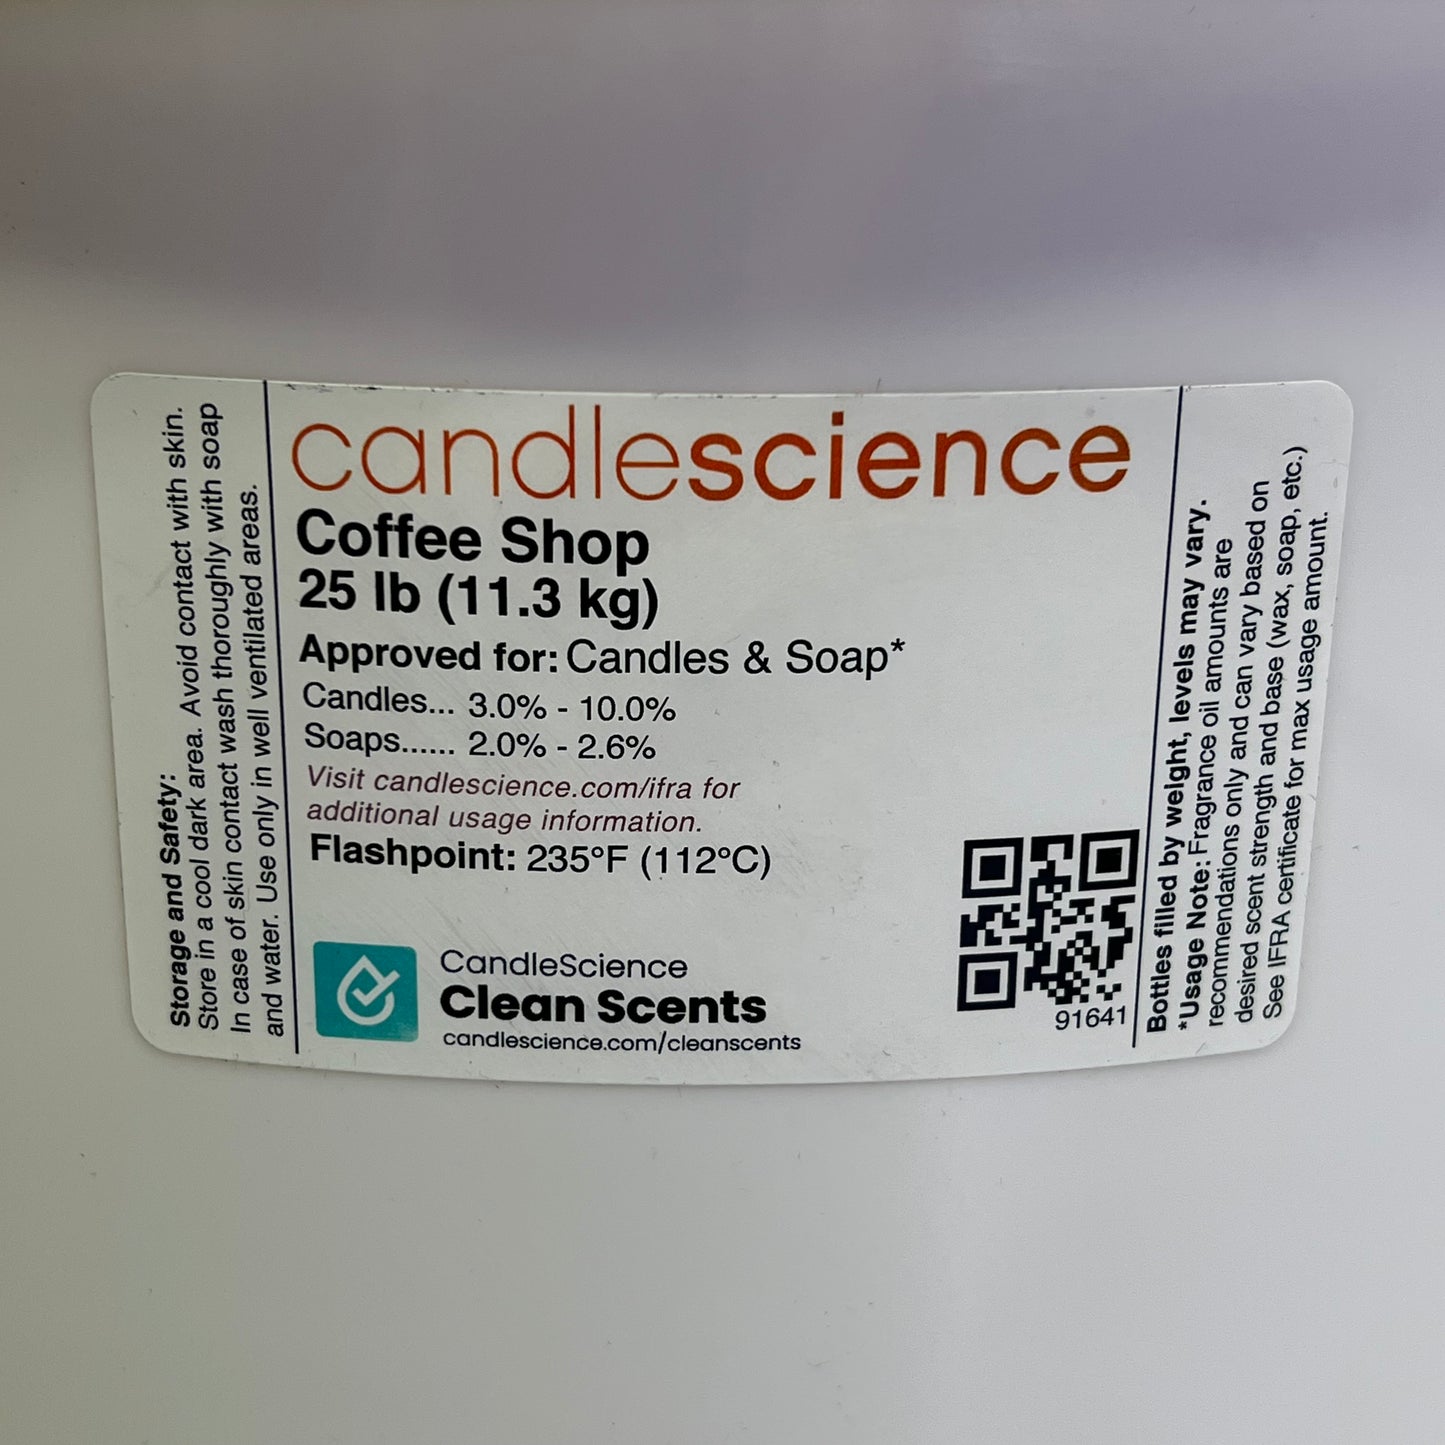 Storage and Safety:
Store in a cool dark area. Avoid contact with skin.
In case of skin contact wash thoroughly with soap
and water. Use only in well ventilated areas.
candlescience
Coffee Shop
25 lb (11.3 kg)
Approved for: Candles & Soap*
Candles... 3.0% - 10.0%
Soaps...... 2.0% - 2.6%
Visit candlescience.com/ifra for
additional usage information.
Flashpoint: 235°F (112°C)
CandleScience
Clean Scents
candlescience.com/cleanscents
91641
Bottles filled by weight, levels may vary.
*Usage Note: Fragrance oil amounts are
recommendations only and can vary based on
desired scent strength and base (wax, soap, etc.)
See IFRA certificate for max usage amount.